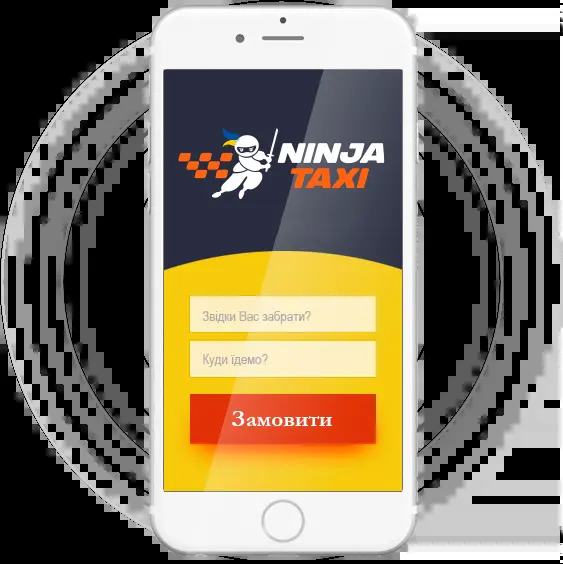 NINJA
TAXI
Звідки Вас забрати?
Куди їдемо?
Замовити